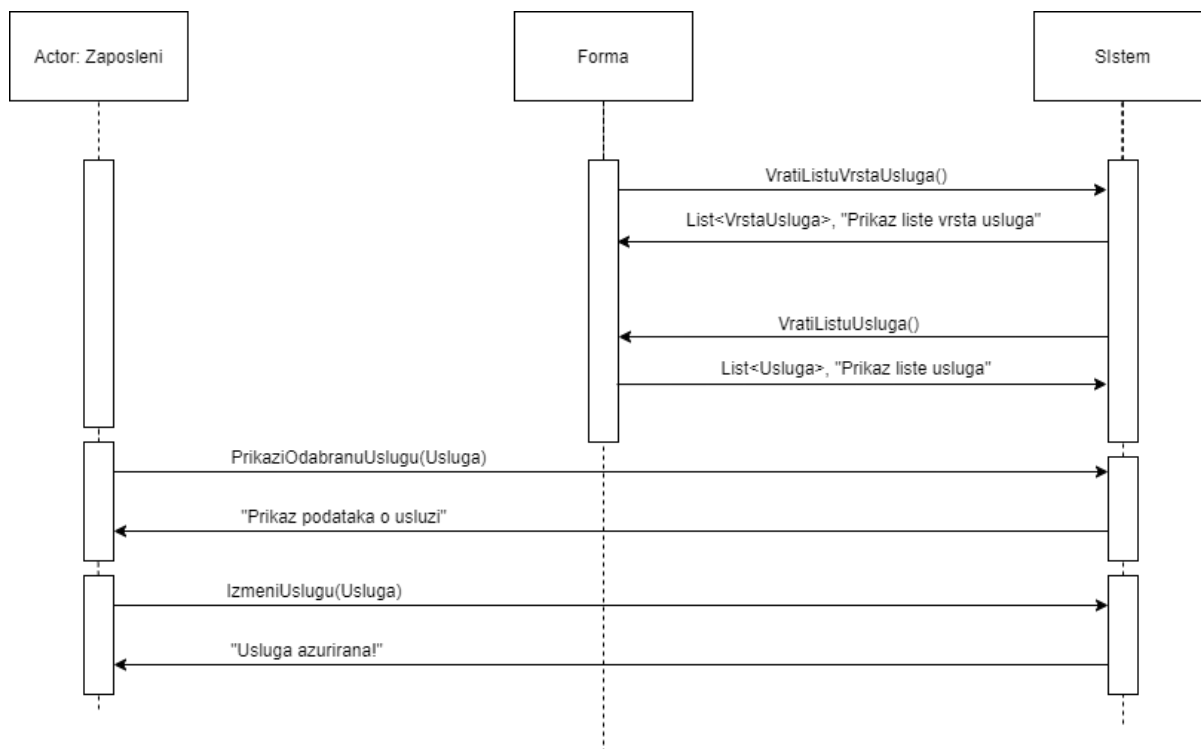 Actor: Zaposleni
Forma
SIstem
VratiListuVrstaUsluga()
List<VrstaUsluga>, "Prikaz liste vrsta usluga"
VratiListuUsluga()
List<Usluga>, "Prikaz liste usluga"
PrikaziOdabranuUslugu(Usluga)
"Prikaz podataka o usluzi"
IzmeniUslugu(Usluga)
"Usluga azurirana!"